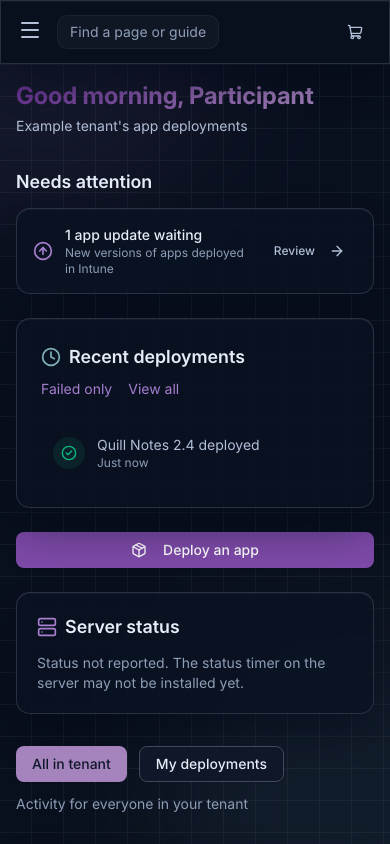 Find a page or guide
Good morning, Participant
Example tenant's app deployments
Needs attention
1 app update waiting
New versions of apps deployed
in Intune
Review
Recent deployments
Failed only View all
Quill Notes 2.4 deployed
Just now
Deploy an app
Server status
Status not reported. The status timer on the
server may not be installed yet.
All in tenant My deployments
Activity for everyone in your tenant